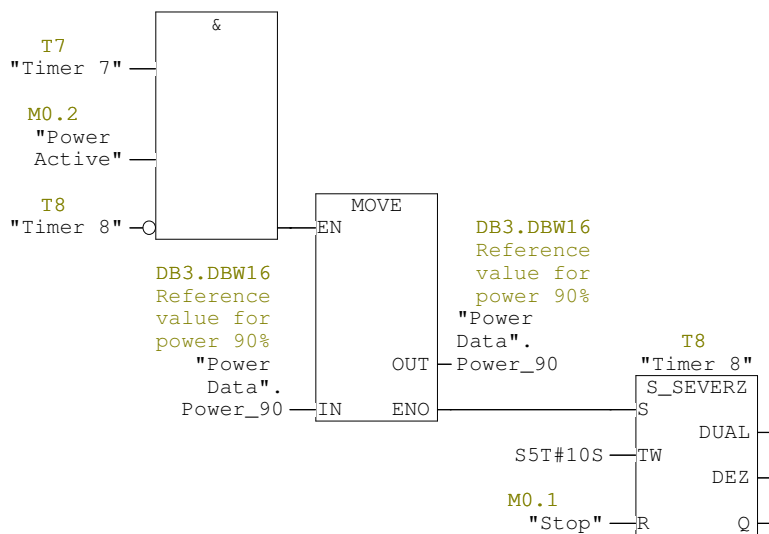 &
T7
"Timer 7"
M0.2
"Power
Active"
T8
"Timer 8"
MOVE
EN
DB3.DBW16
Reference
value for
power 90%
"Power
Data".
Power_90
IN
DB3.DBW16
Reference
value for
power 90%
"Power
Data".
OUT
Power_90
ENO
T8
"Timer 8"
S_SEVERZ
S
DUAL
S5T#10S
TW
DEZ
M0.1
"Stop"
R
Q